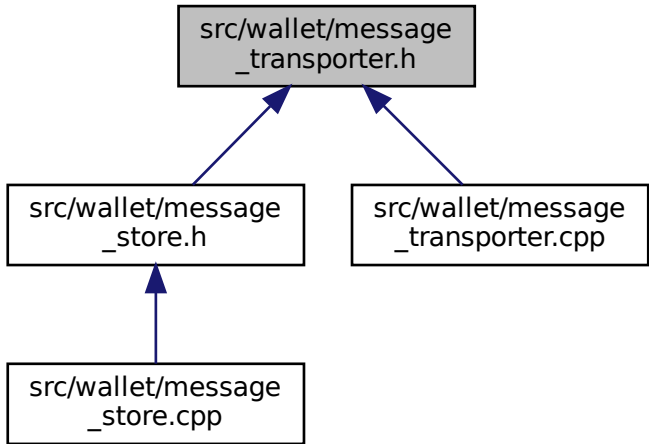 src/wallet/message
_transporter.h
src/wallet/message
_store.h
src/wallet/message
_transporter.cpp
src/wallet/message
_store.cpp